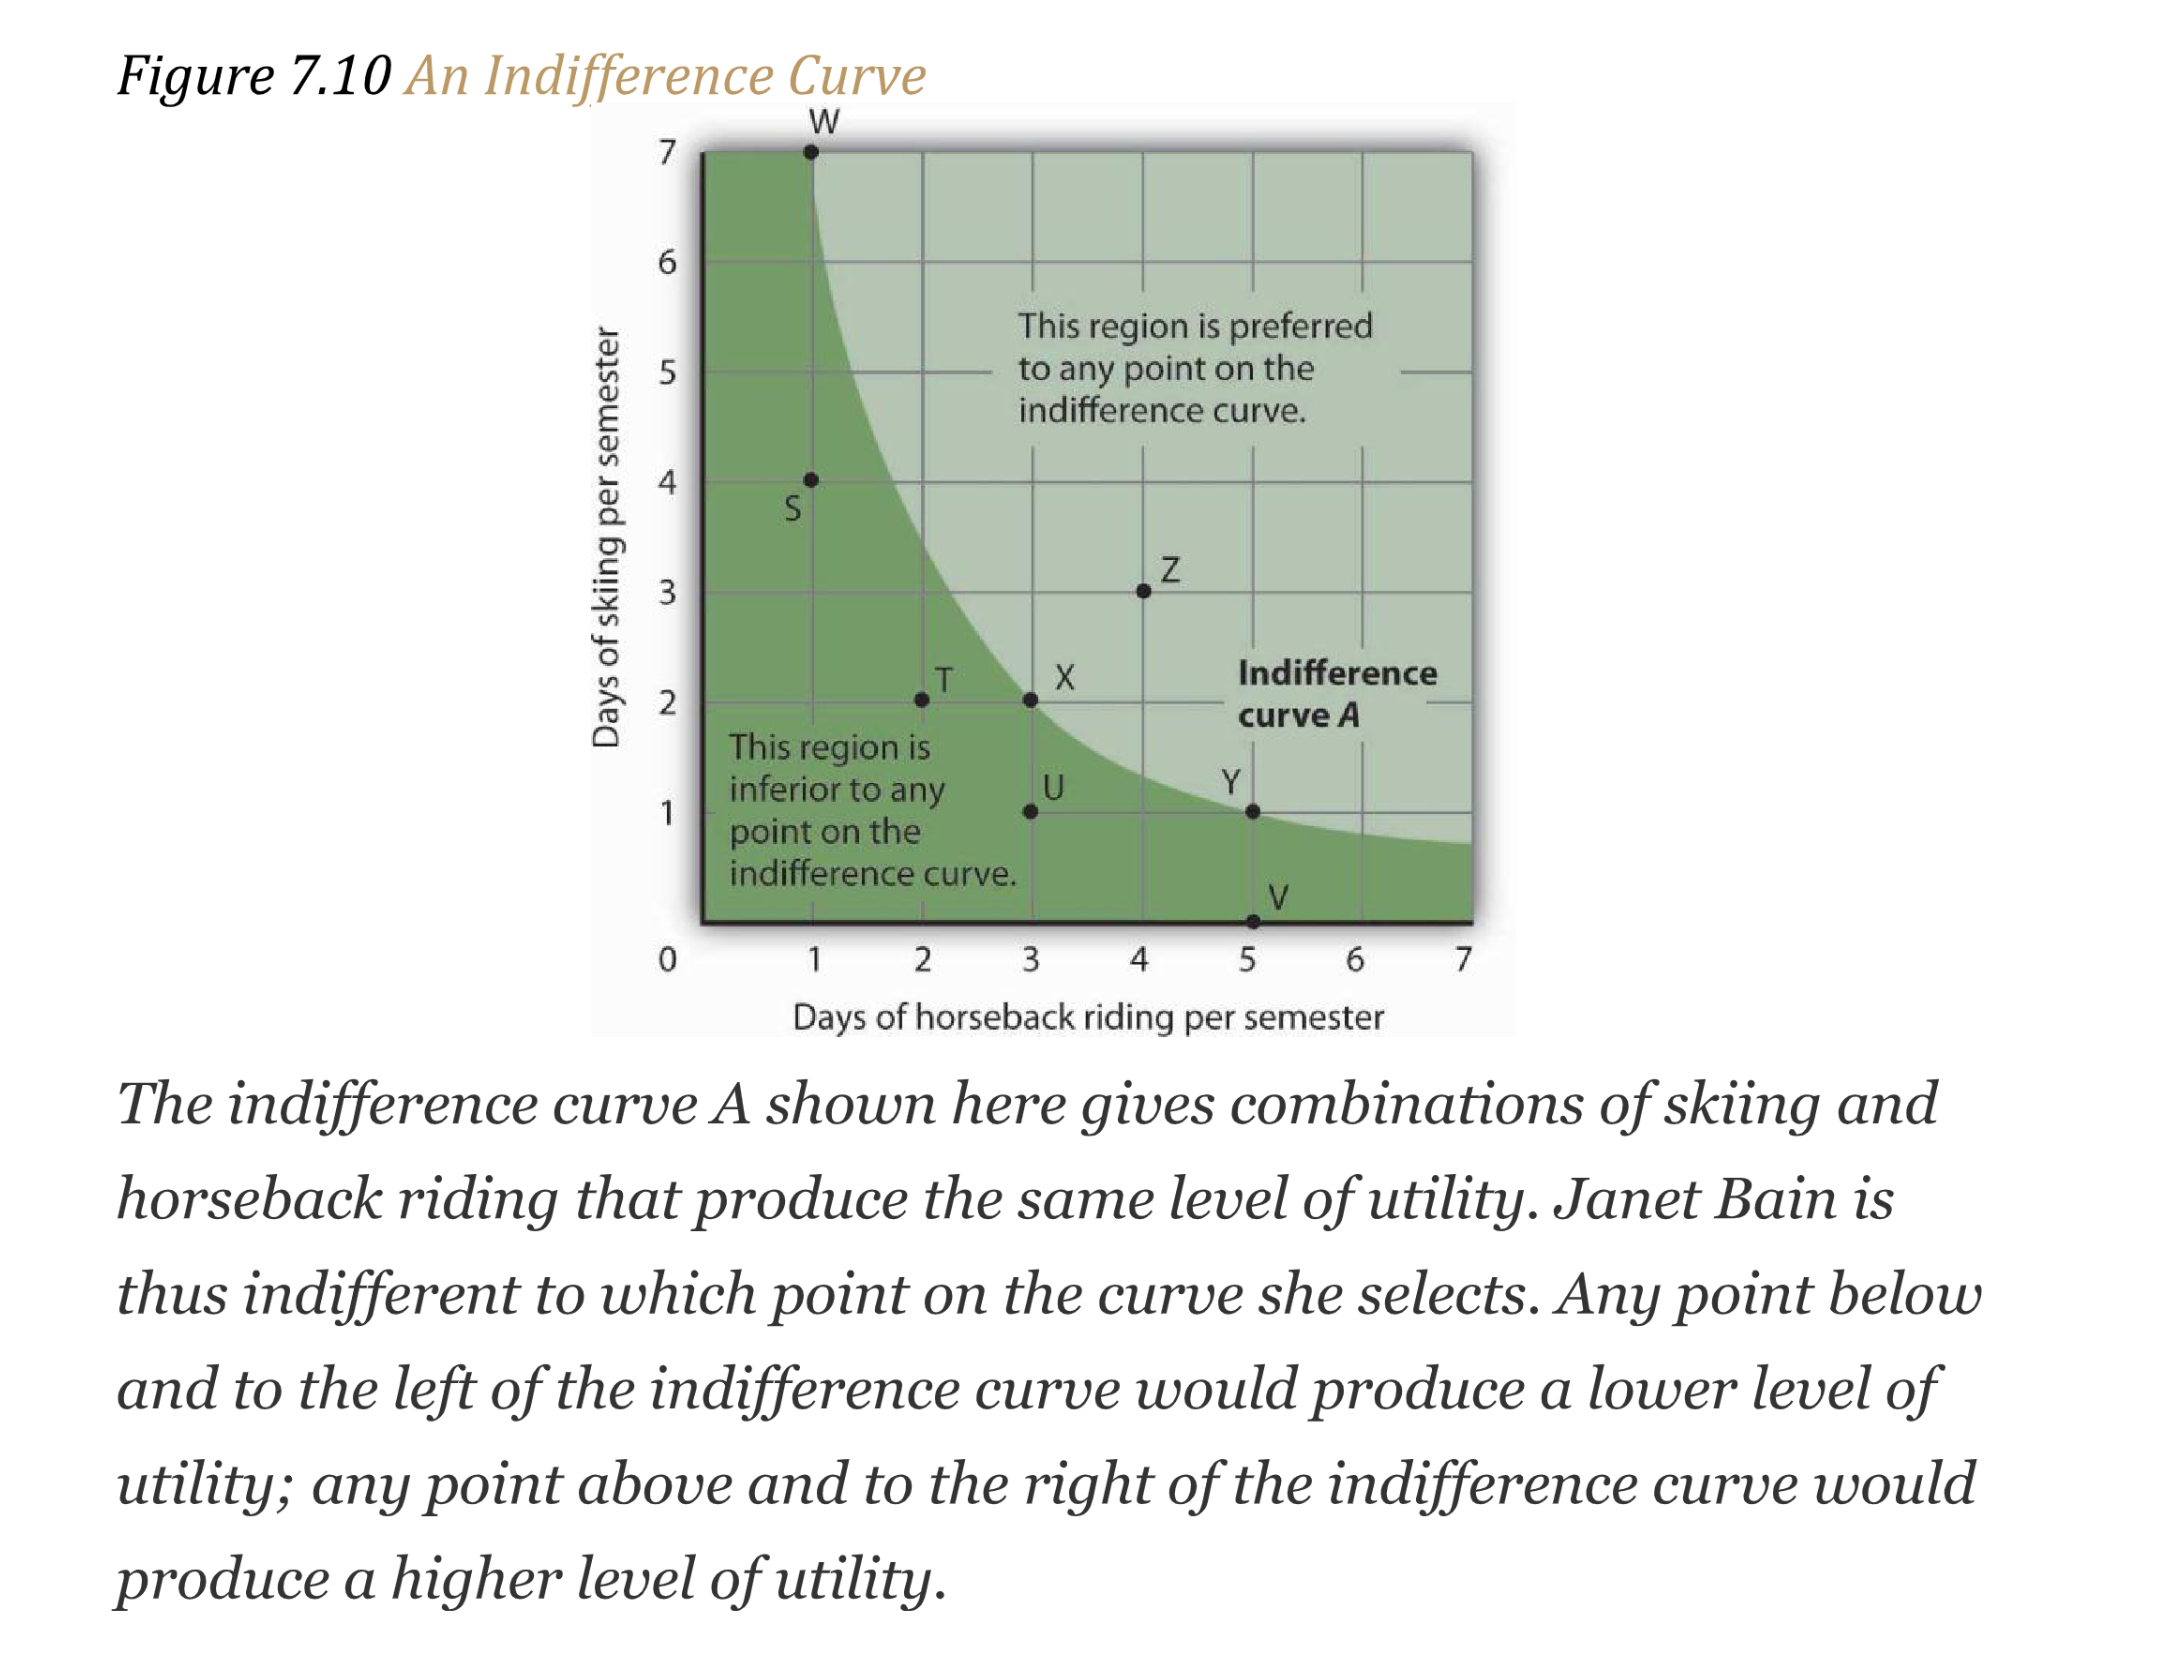 Figure 7.10 An Indifference Curve
W
7
6
5
4
3
2
1
0
Days of skiing per semester
This region is preferred
to any point on the
indifference curve.
S
Z
T
X
Indifference
curve A
This region is
inferior to any
point on the
indifference curve.
U
Y
V
1 2 3 4 5 6 7
Days of horseback riding per semester
The indifference curve A shown here gives combinations of skiing and
horseback riding that produce the same level of utility. Janet Bain is
thus indifferent to which point on the curve she selects. Any point below
and to the left of the indifference curve would produce a lower level of
utility; any point above and to the right of the indifference curve would
produce a higher level of utility.